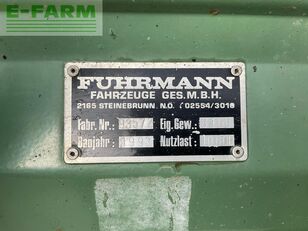 E-FARM
FUHRMANN
FAHRZEUGE GES.M.B.H.
2165 STEINEBRUNN, N.Ö. / 02554/3018
Fabr. Nr.: Eig. Gew.:
Baujahr: Nutzlast: